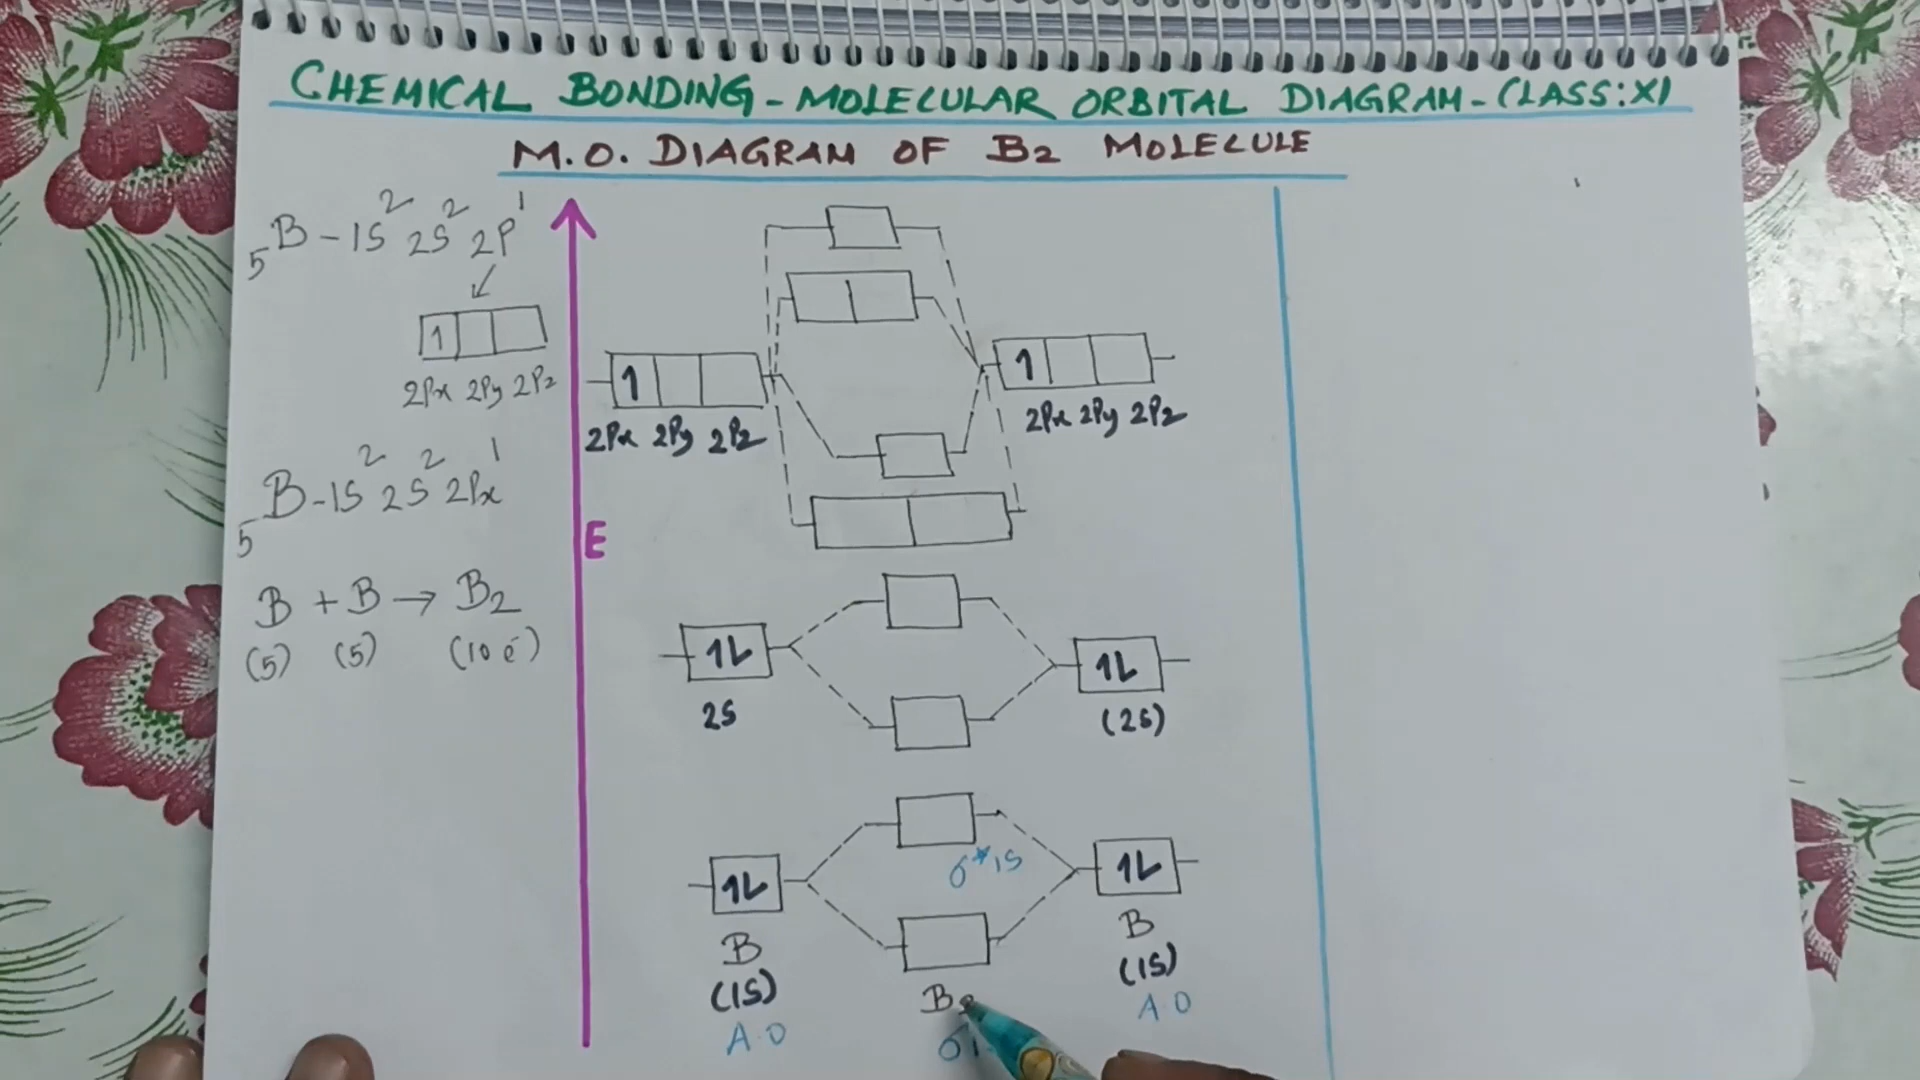 CHEMICAL BONDING - MOLECULAR ORBITAL DIAGRAM - CLASS: XI
M.O. DIAGRAM OF B2 MOLECULE
5B - 1S² 2S² 2P¹
1
2Px 2Py 2Pz
5B - 1S² 2S² 2Px¹
B + B → B2
(5) (5) (10 e⁻)
E
1
2Px 2Py 2Pz
1
2Px 2Py 2Pz
1L
2S
1L
(2S)
σ*1S
1L
B
(1S)
A.O
1L
B
(1S)
A.O
B2